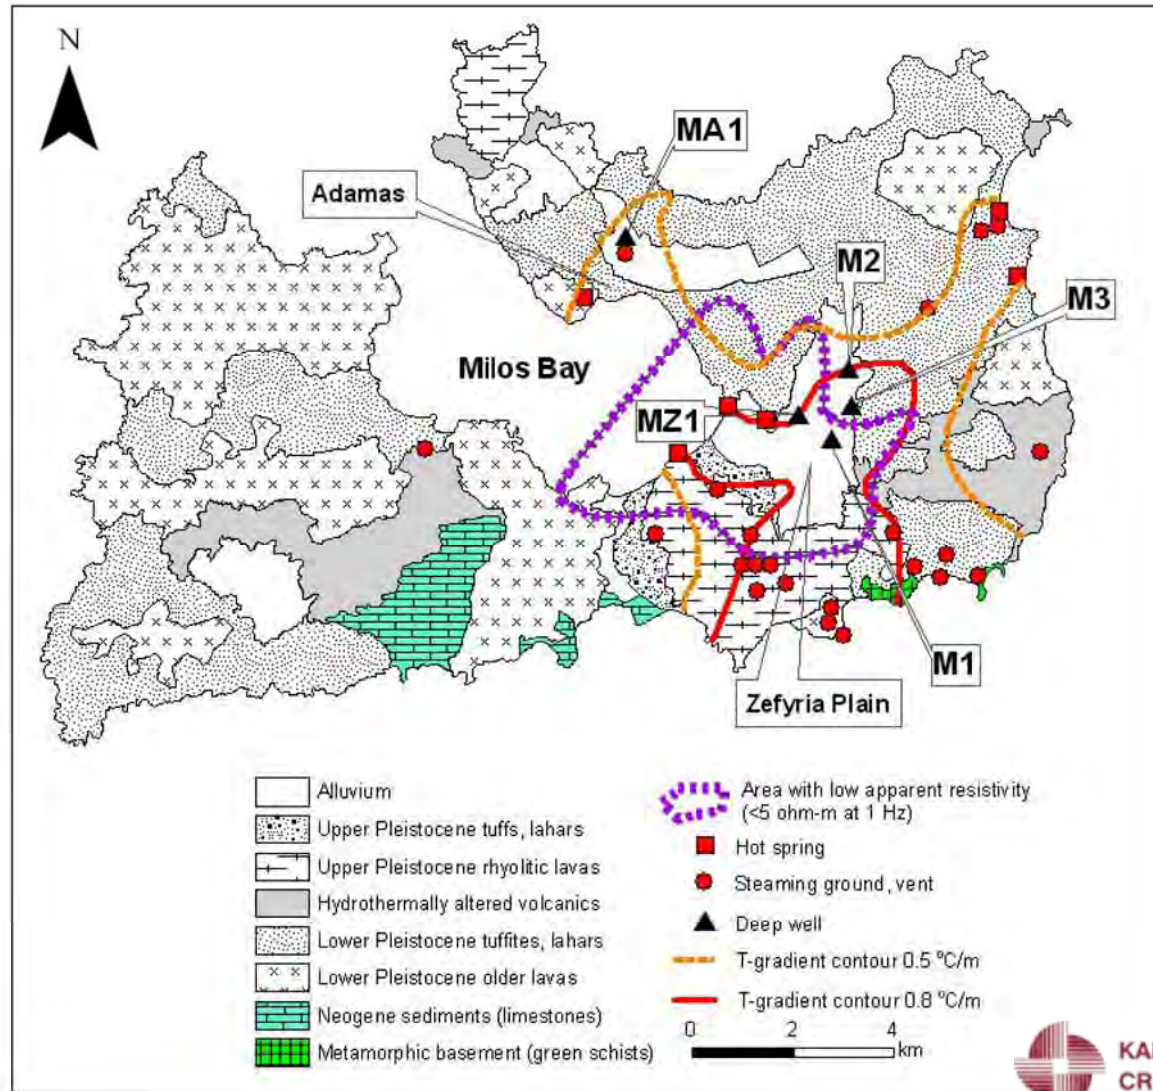 N
MA1
Adamas
M2
M3
Milos Bay
MZ1
M1
Zefyria Plain
Alluvium
Upper Pleistocene tuffs, lahars
Upper Pleistocene rhyolitic lavas
Hydrothermally altered volcanics
Lower Pleistocene tuffites, lahars
Lower Pleistocene older lavas
Neogene sediments (limestones)
Metamorphic basement (green schists)
Area with low apparent resistivity
(<5 ohm-m at 1 Hz)
Hot spring
Steaming ground, vent
Deep well
T-gradient contour 0.5 °C/m
T-gradient contour 0.8 °C/m
0 2 4
km